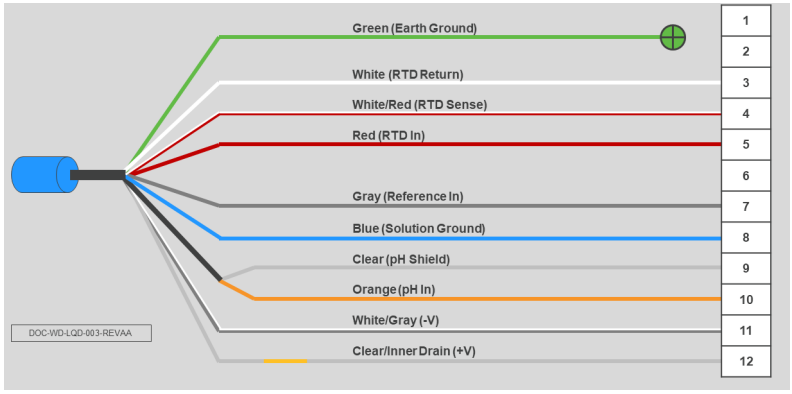 Green (Earth Ground)
1
2
White (RTD Return)
3
White/Red (RTD Sense)
4
Red (RTD In)
5
6
Gray (Reference In)
7
Blue (Solution Ground)
8
Clear (pH Shield)
9
Orange (pH In)
10
White/Gray (-V)
11
DOC-WD-LQD-003-REVAA
Clear/Inner Drain (+V)
12